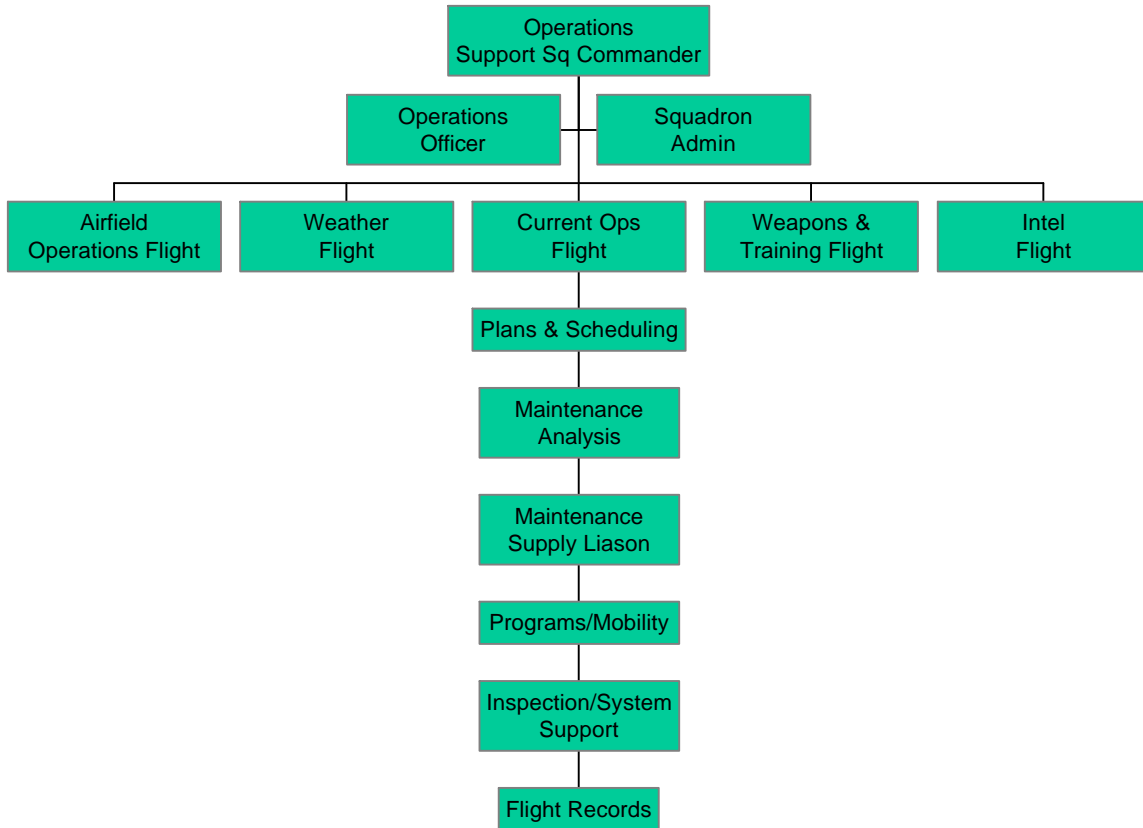 Operations
Support Sq Commander
Operations
Officer
Squadron
Admin
Airfield
Operations Flight
Weather
Flight
Current Ops
Flight
Weapons &
Training Flight
Intel
Flight
Plans & Scheduling
Maintenance
Analysis
Maintenance
Supply Liason
Programs/Mobility
Inspection/System
Support
Flight Records